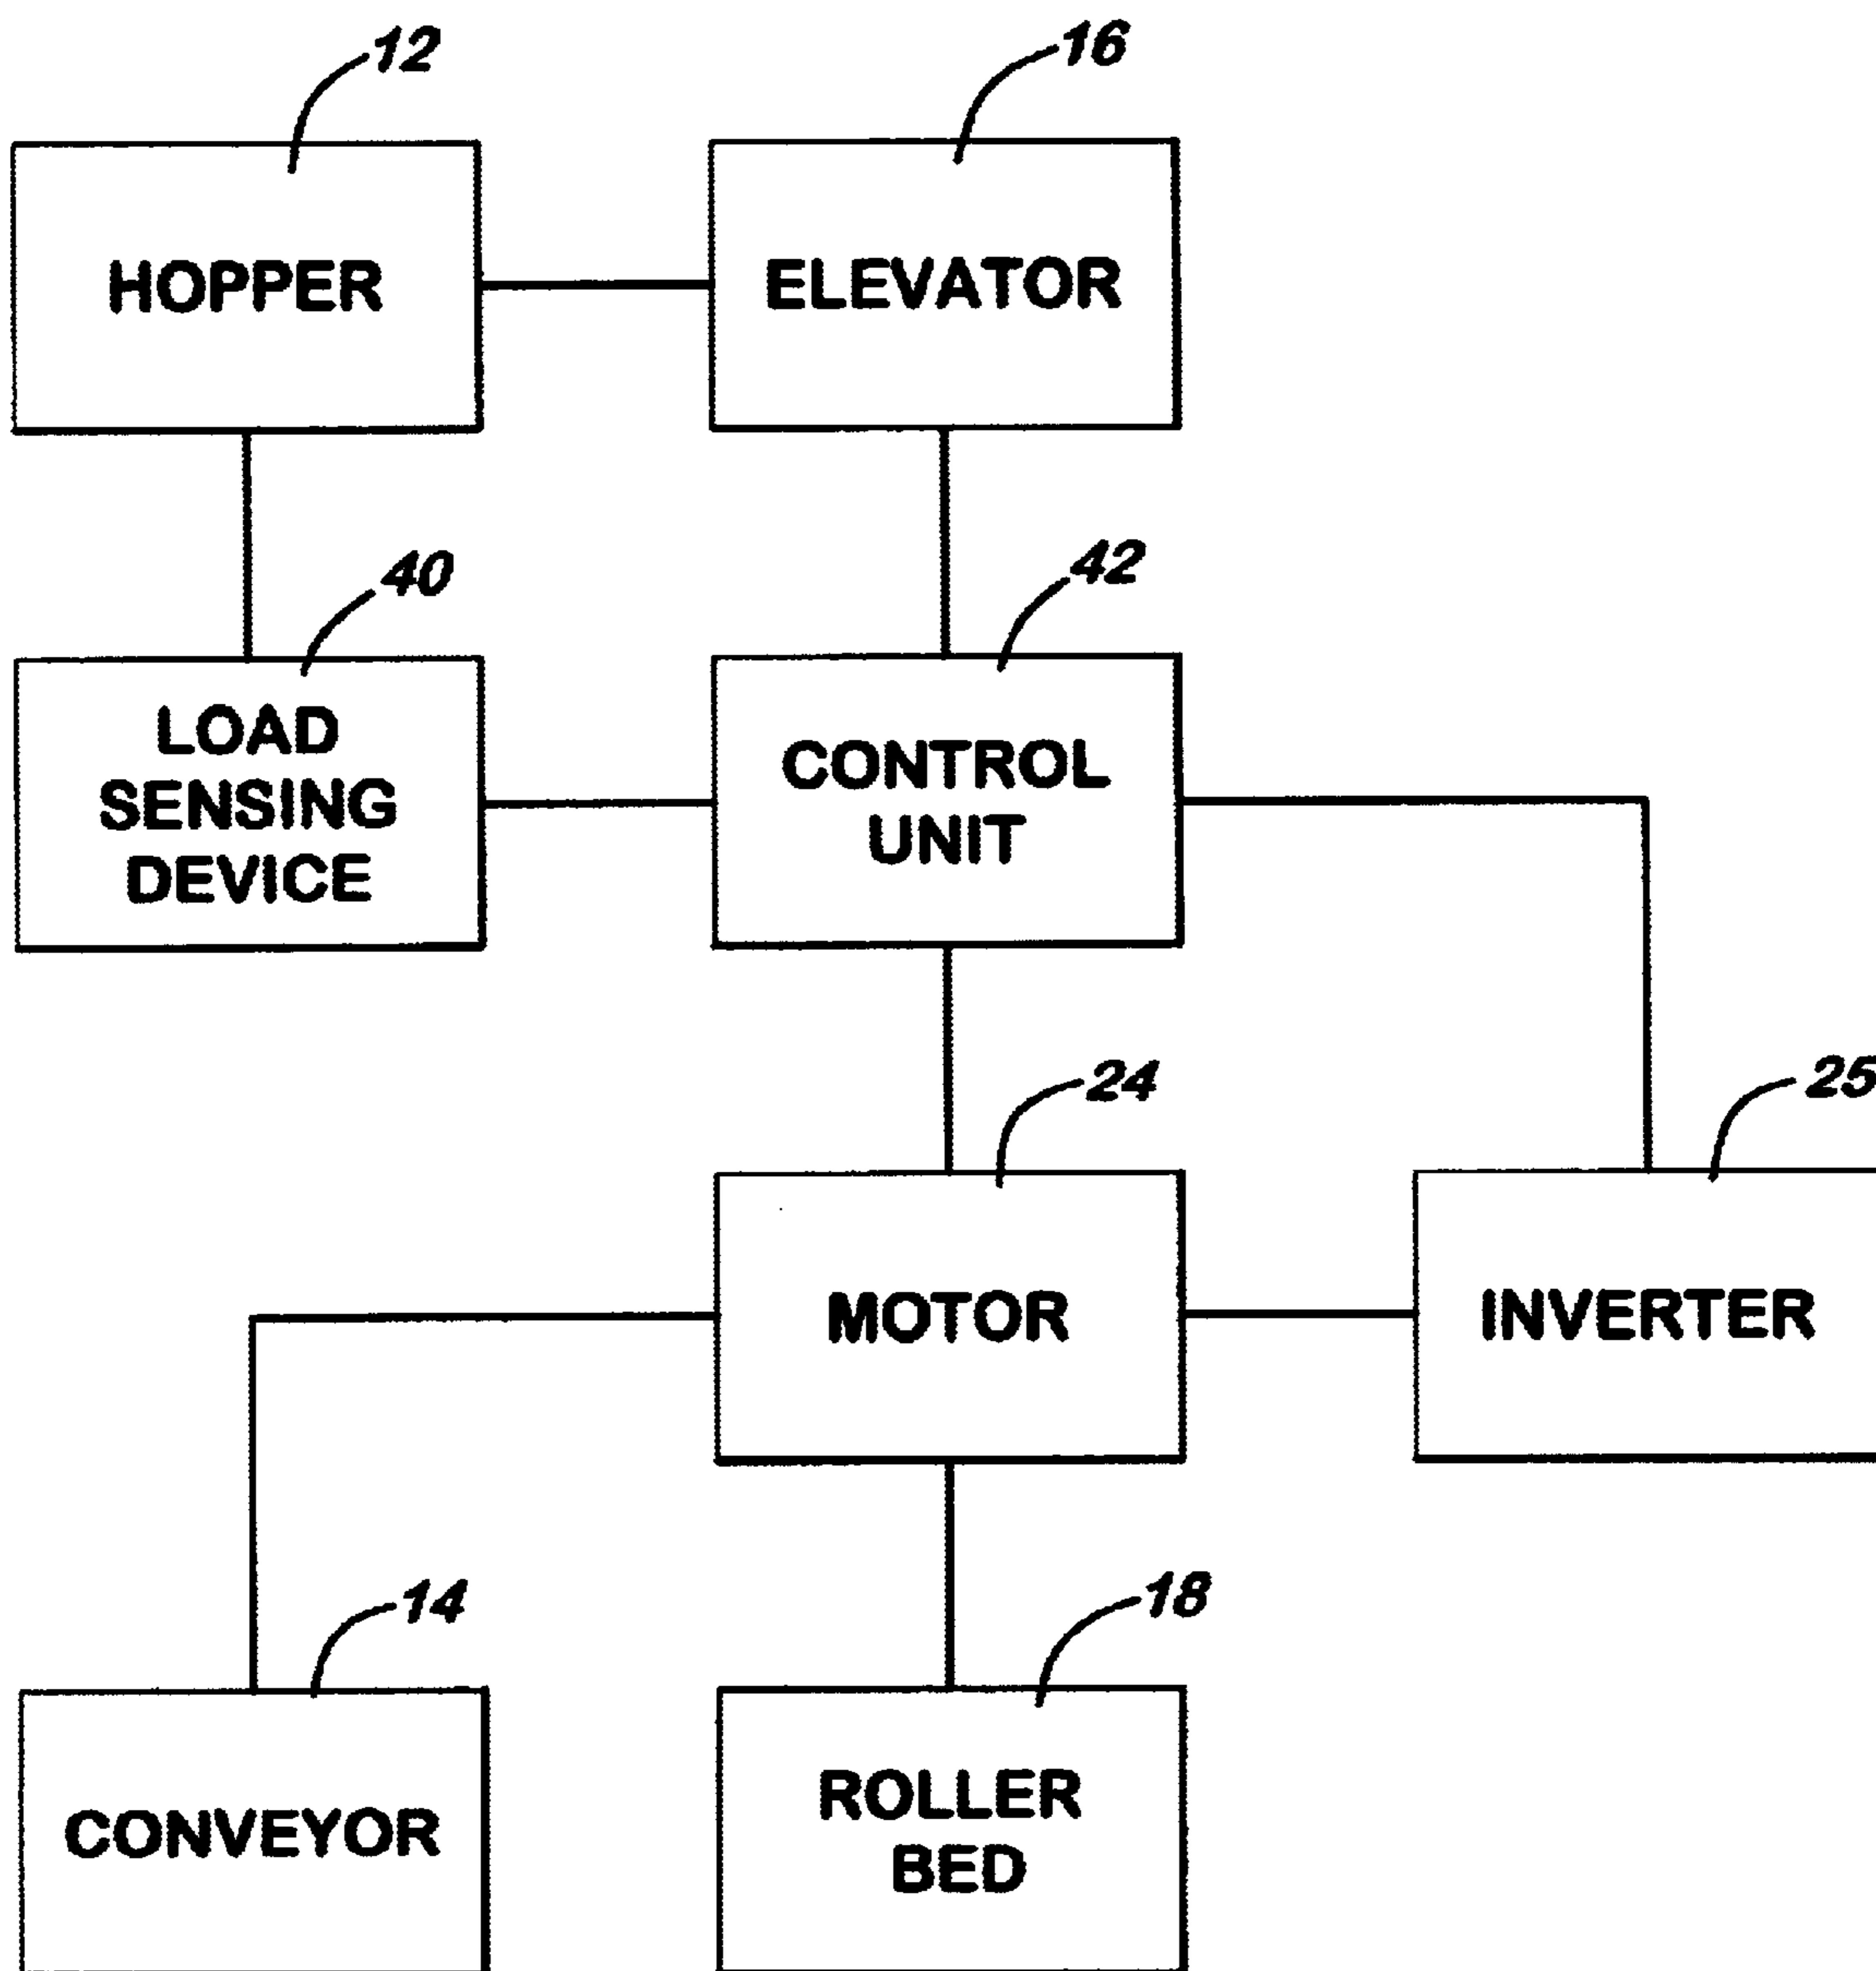 12
16
HOPPER
ELEVATOR
40
42
LOAD
SENSING
DEVICE
CONTROL
UNIT
24
25
MOTOR
INVERTER
14
18
CONVEYOR
ROLLER
BED